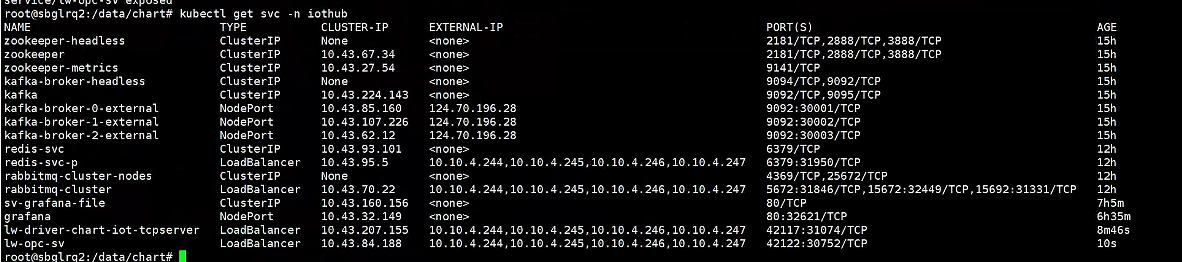 service/lw-opc-sv exposed
root@sbglrq2:/data/chart# kubectl get svc -n iothub
NAME TYPE CLUSTER-IP EXTERNAL-IP PORT(S) AGE
zookeeper-headless ClusterIP None <none> 2181/TCP,2888/TCP,3888/TCP 15h
zookeeper ClusterIP 10.43.67.34 <none> 2181/TCP,2888/TCP,3888/TCP 15h
zookeeper-metrics ClusterIP 10.43.27.54 <none> 9141/TCP 15h
kafka-broker-headless ClusterIP None <none> 9094/TCP,9092/TCP 15h
kafka ClusterIP 10.43.224.143 <none> 9092/TCP,9095/TCP 15h
kafka-broker-0-external NodePort 10.43.85.160 124.70.196.28 9092:30001/TCP 15h
kafka-broker-1-external NodePort 10.43.107.226 124.70.196.28 9092:30002/TCP 15h
kafka-broker-2-external NodePort 10.43.62.12 124.70.196.28 9092:30003/TCP 15h
redis-svc ClusterIP 10.43.93.101 <none> 6379/TCP 12h
redis-svc-p LoadBalancer 10.43.95.5 10.10.4.244,10.10.4.245,10.10.4.246,10.10.4.247 6379:31950/TCP 12h
rabbitmq-cluster-nodes ClusterIP None <none> 4369/TCP,25672/TCP 12h
rabbitmq-cluster LoadBalancer 10.43.70.22 10.10.4.244,10.10.4.245,10.10.4.246,10.10.4.247 5672:31846/TCP,15672:32449/TCP,15692:31331/TCP 12h
sv-grafana-file ClusterIP 10.43.160.156 <none> 80/TCP 7h5m
grafana NodePort 10.43.32.149 <none> 80:32621/TCP 6h35m
lw-driver-chart-iot-tcpserver LoadBalancer 10.43.207.155 10.10.4.244,10.10.4.245,10.10.4.246,10.10.4.247 42117:31074/TCP 8m46s
lw-opc-sv LoadBalancer 10.43.84.188 10.10.4.244,10.10.4.245,10.10.4.246,10.10.4.247 42122:30752/TCP 10s
root@sbglrq2:/data/chart#